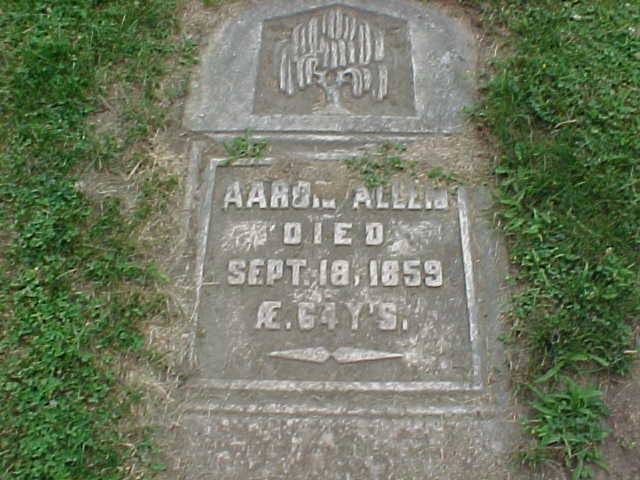 AARON ALLEN
DIED
SEPT. 18, 1859
Æ. 64 Y'S.